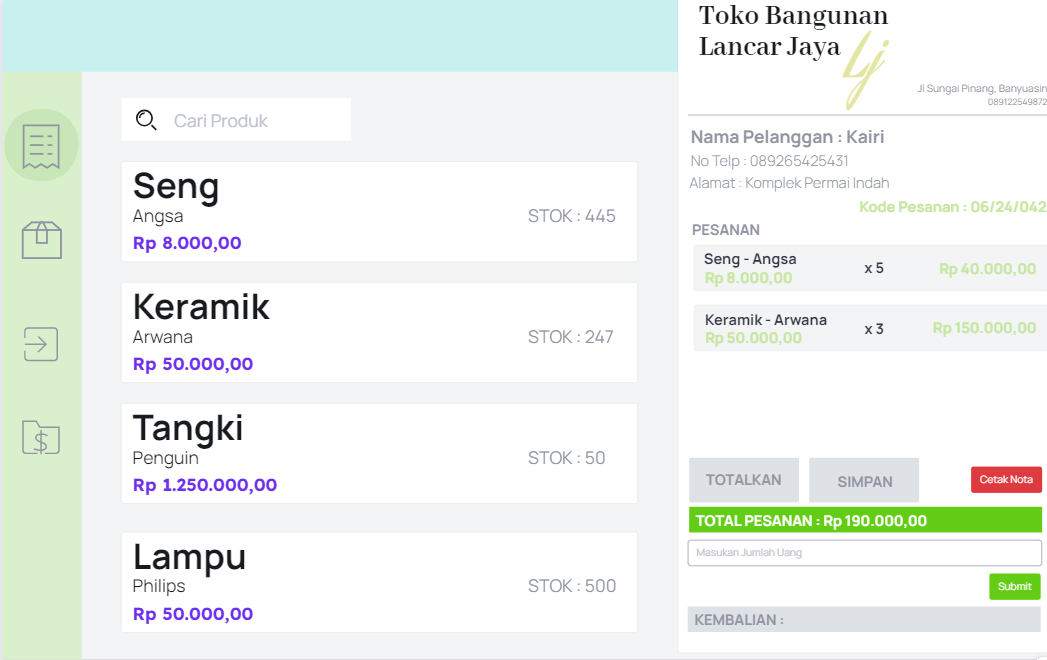 Toko Bangunan
Lancar Jaya
Lj
Jl Sungai Pinang, Banyuasin
089122549872
Cari Produk
Seng
Angsa
STOK : 445
Rp 8.000,00
Keramik
Arwana
STOK : 247
Rp 50.000,00
Tangki
Penguin
STOK : 50
Rp 1.250.000,00
Lampu
Philips
STOK : 500
Rp 50.000,00
Nama Pelanggan : Kairi
No Telp : 089265425431
Alamat : Komplek Permai Indah
Kode Pesanan : 06/24/042
PESANAN
Seng - Angsa
Rp 8.000,00
x 5
Rp 40.000,00
Keramik - Arwana
Rp 50.000,00
x 3
Rp 150.000,00
TOTALKAN
SIMPAN
Cetak Nota
TOTAL PESANAN : Rp 190.000,00
Masukan Jumlah Uang
Submit
KEMBALIAN :